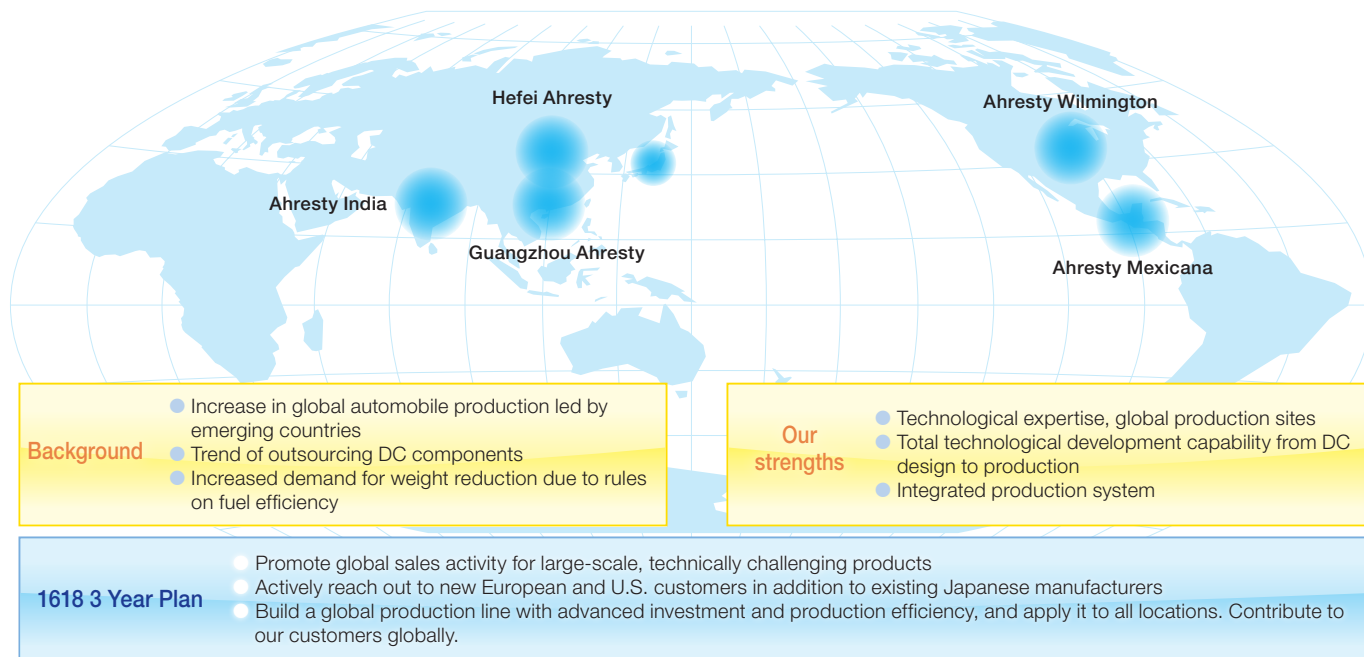 Hefei Ahresty
Ahresty Wilmington
Ahresty India
Guangzhou Ahresty
Ahresty Mexicana
Background
Increase in global automobile production led by
emerging countries
Trend of outsourcing DC components
Increased demand for weight reduction due to rules
on fuel efficiency
Our
strengths
Technological expertise, global production sites
Total technological development capability from DC
design to production
Integrated production system
1618 3 Year Plan
Promote global sales activity for large-scale, technically challenging products
Actively reach out to new European and U.S. customers in addition to existing Japanese manufacturers
Build a global production line with advanced investment and production efficiency, and apply it to all locations. Contribute to
our customers globally.